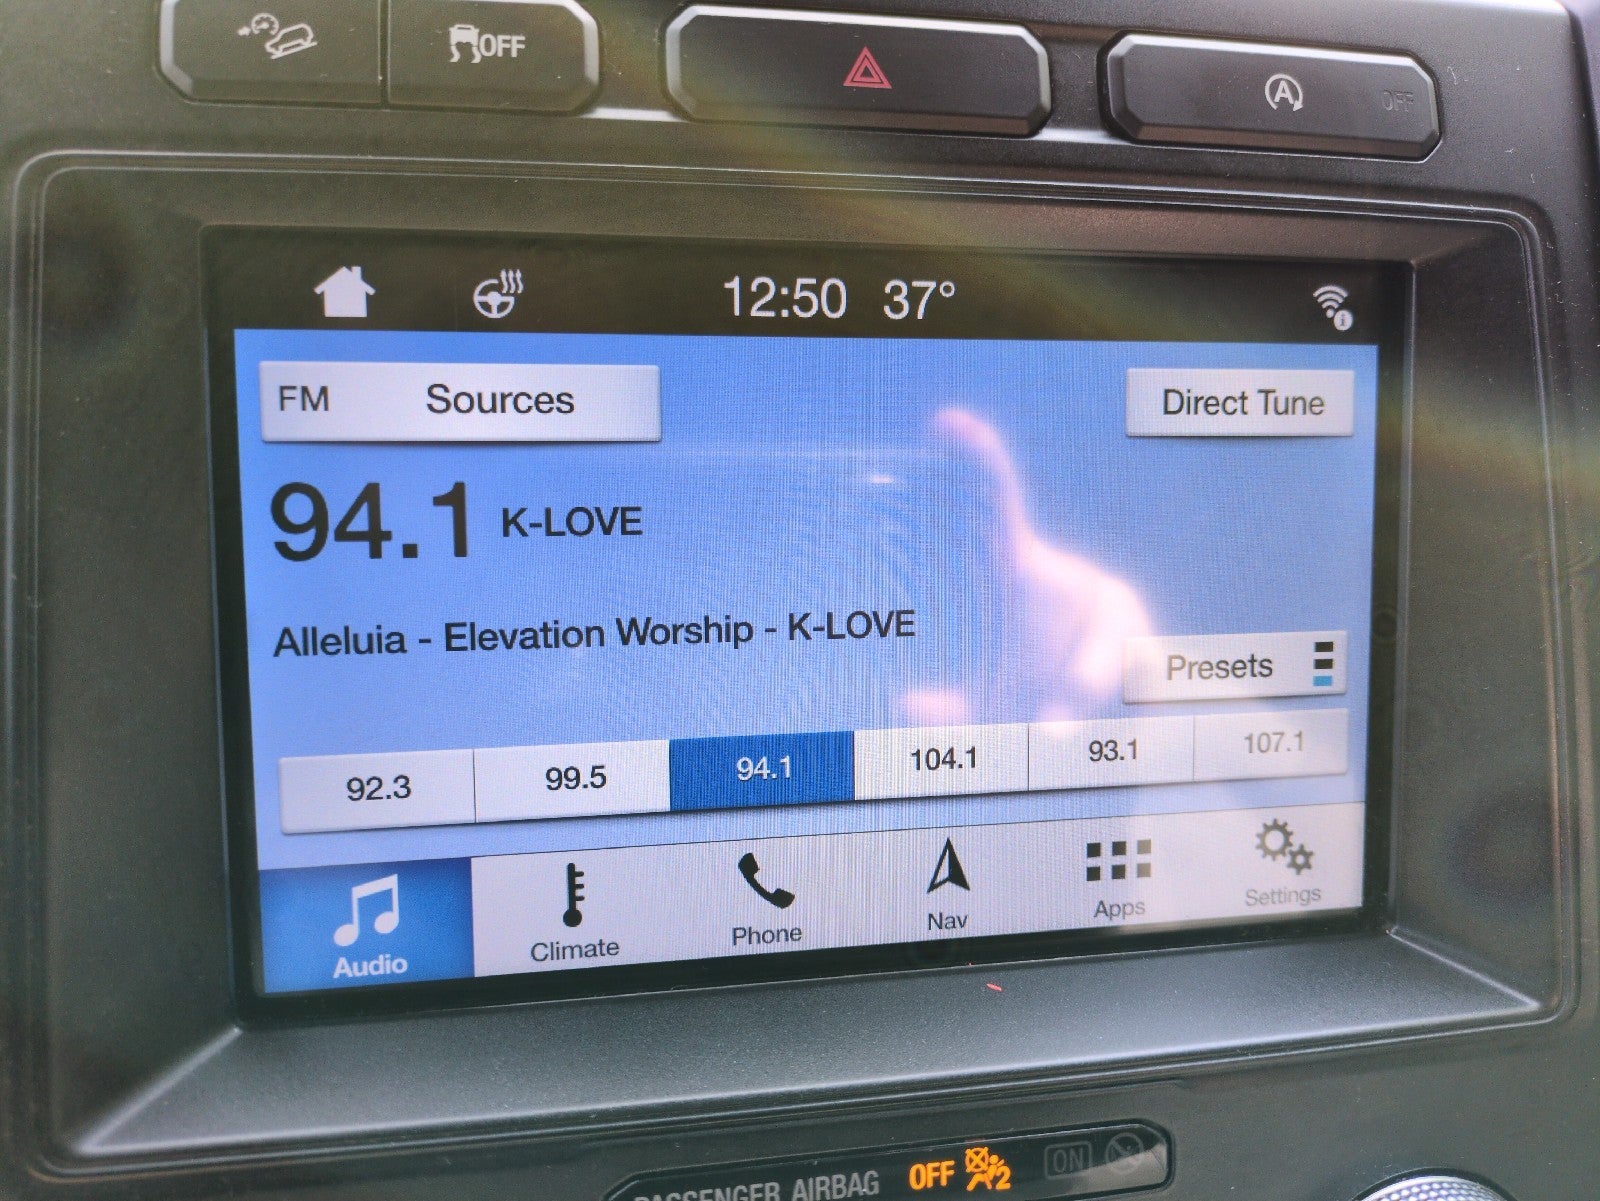 OFF
A OFF
12:50 37°
FM Sources Direct Tune
94.1 K-LOVE
Alleluia - Elevation Worship - K-LOVE
Presets
92.3 99.5 94.1 104.1 93.1 107.1
Audio Climate Phone Nav Apps Settings
PASSENGER AIRBAG OFF 2 ON